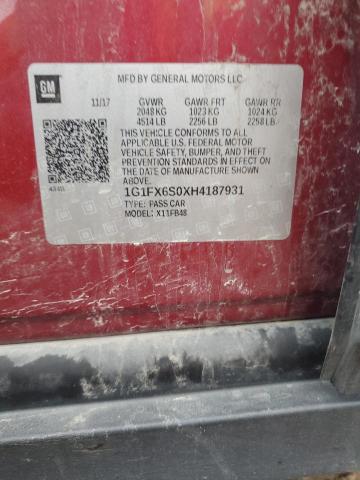 GM
MFD BY GENERAL MOTORS LLC
11/17 GVWR GAWR FRT GAWR RR
2048 KG 1023 KG 1024 KG
4514 LB 2256 LB 2258 LB
THIS VEHICLE CONFORMS TO ALL
APPLICABLE U.S. FEDERAL MOTOR
VEHICLE SAFETY, BUMPER, AND THEFT
PREVENTION STANDARDS IN EFFECT ON
THE DATE OF MANUFACTURE SHOWN
ABOVE.
1G1FX6S0XH4187931
TYPE: PASS CAR
MODEL: X11FB48